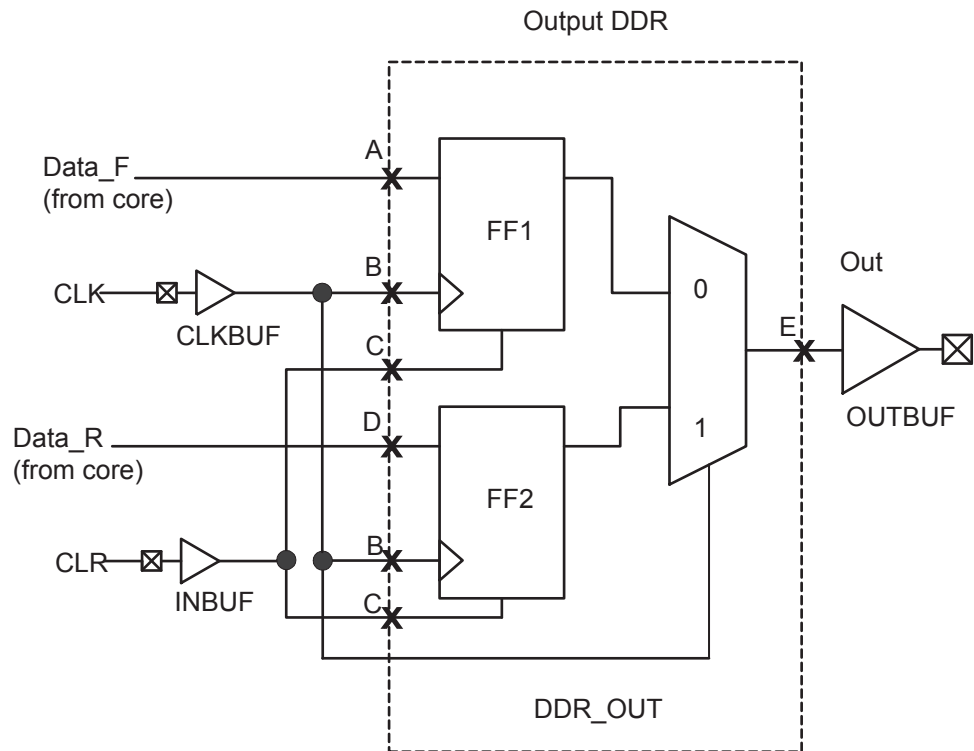 Output DDR
A
Data_F
(from core)
FF1
B
CLK
CLKBUF
C
0
Out
E
OUTBUF
D
Data_R
(from core)
1
FF2
B
CLR
INBUF
C
DDR_OUT